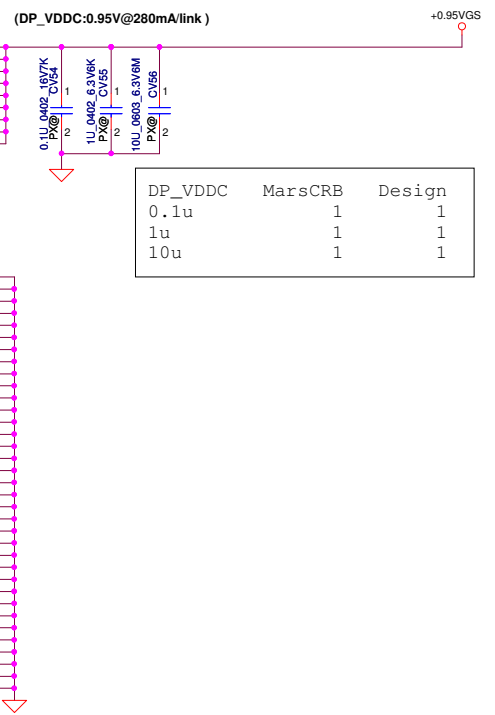 (DP_VDDC:0.95V@280mA/link )
+0.95VGS
0.1U_0402_16V7K
CV54
PX@
1
2
1U_0402_6.3V6K
CV55
PX@
1
2
10U_0603_6.3V6M
CV56
PX@
1
2
DP_VDDC MarsCRB Design
0.1u 1 1
1u 1 1
10u 1 1